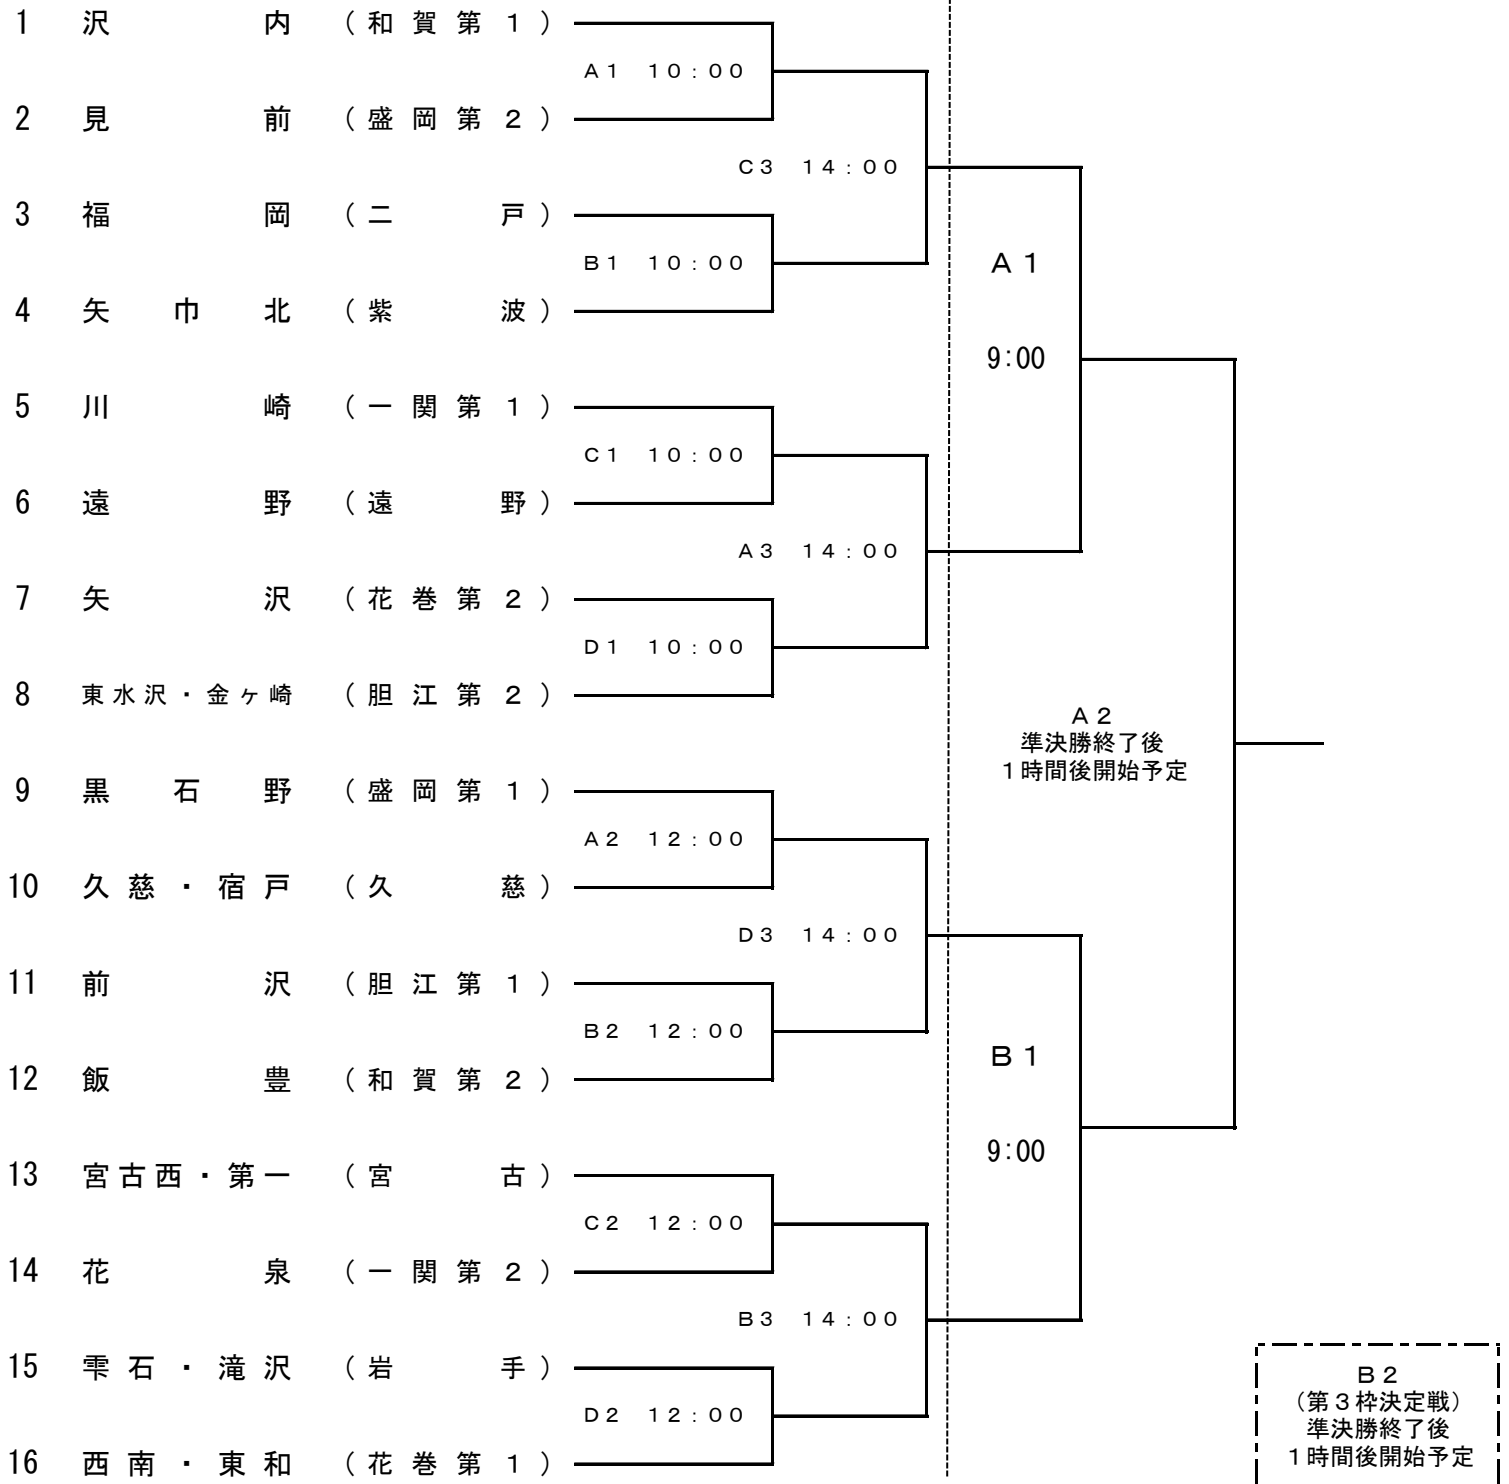 1 沢内 （和賀第１）
A1 10:00
2 見前 （盛岡第２）
C3 14:00
3 福岡 （二戸）
B1 10:00
A1
4 矢巾北 （紫波）
9:00
5 川崎 （一関第１）
C1 10:00
6 遠野 （遠野）
A3 14:00
7 矢沢 （花巻第２）
D1 10:00
8 東水沢・金ヶ崎 （胆江第２）
A2
準決勝終了後
１時間後開始予定
9 黒石野 （盛岡第１）
A2 12:00
10 久慈・宿戸 （久慈）
D3 14:00
11 前沢 （胆江第１）
B2 12:00
B1
12 飯豊 （和賀第２）
9:00
13 宮古西・第一 （宮古）
C2 12:00
14 花泉 （一関第２）
B3 14:00
15 雫石・滝沢 （岩手）
D2 12:00
16 西南・東和 （花巻第１）
B2
（第３枠決定戦）
準決勝終了後
１時間後開始予定